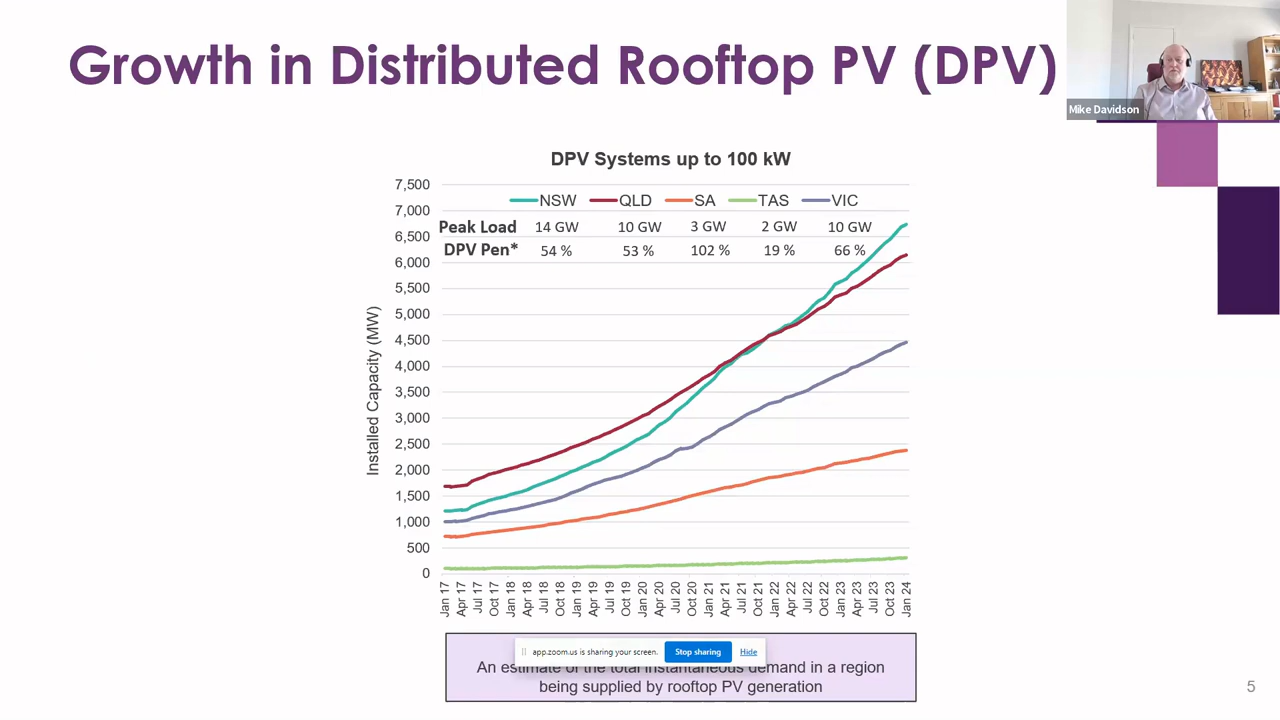 Growth in Distributed Rooftop PV (DPV)
Mike Davidson
DPV Systems up to 100 kW
NSW QLD SA TAS VIC
Peak Load 14 GW 10 GW 3 GW 2 GW 10 GW
DPV Pen* 54 % 53 % 102 % 19 % 66 %
Installed Capacity (MW)
7,500
7,000
6,500
6,000
5,500
5,000
4,500
4,000
3,500
3,000
2,500
2,000
1,500
1,000
500
0
Jan 17 Apr 17 Jul 17 Oct 17 Jan 18 Apr 18 Jul 18 Oct 18 Jan 19 Apr 19 Jul 19 Oct 19 Jan 20 Apr 20 Jul 20 Oct 20 Jan 21 Apr 21 Jul 21 Oct 21 Jan 22 Apr 22 Jul 22 Oct 22 Jan 23 Apr 23 Jul 23 Oct 23 Jan 24
app.zoom.us is sharing your screen. Stop sharing Hide
An estimate of the total instantaneous demand in a region
being supplied by rooftop PV generation
5